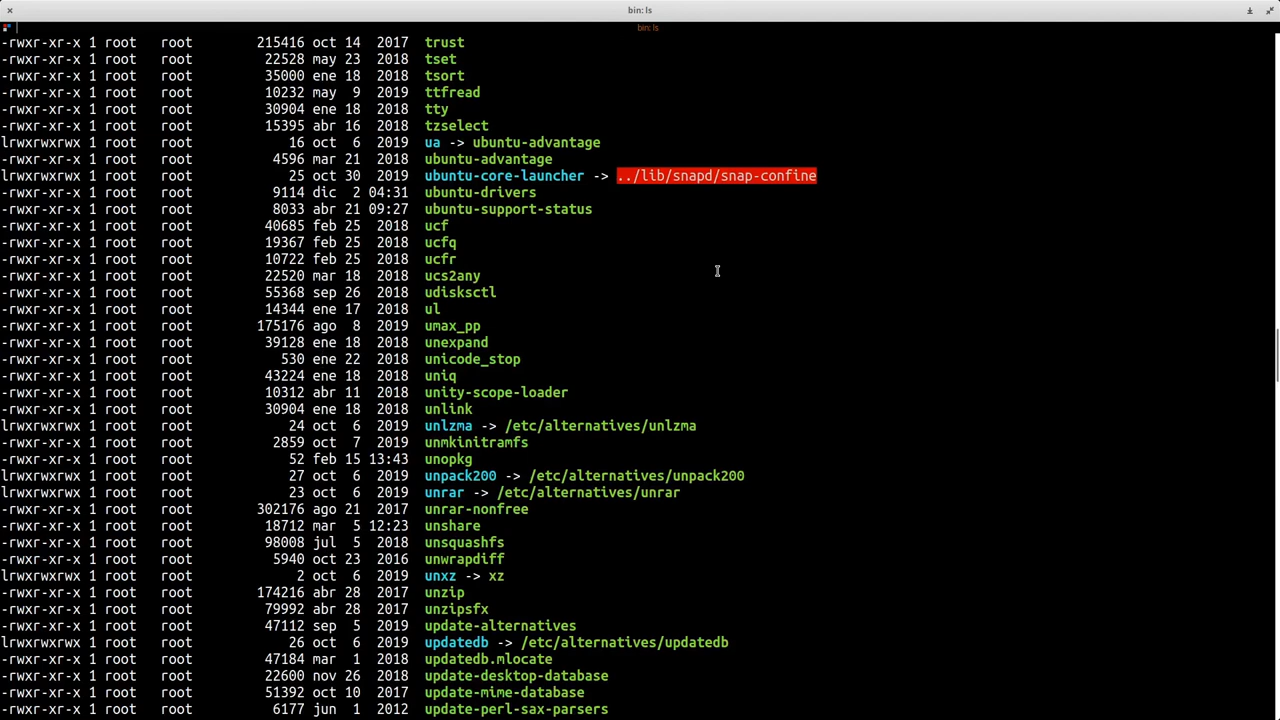 bin: ls
bin: ls
-rwxr-xr-x 1 root   root        215416 oct 14  2017  trust
-rwxr-xr-x 1 root   root         22528 may 23  2018  tset
-rwxr-xr-x 1 root   root         35000 ene 18  2018  tsort
-rwxr-xr-x 1 root   root         10232 may  9  2019  ttfread
-rwxr-xr-x 1 root   root         30904 ene 18  2018  tty
-rwxr-xr-x 1 root   root         15395 abr 16  2018  tzselect
lrwxrwxrwx 1 root   root            16 oct  6  2019  ua -> ubuntu-advantage
-rwxr-xr-x 1 root   root          4596 mar 21  2018  ubuntu-advantage
lrwxrwxrwx 1 root   root            25 oct 30  2019  ubuntu-core-launcher -> ../lib/snapd/snap-confine
-rwxr-xr-x 1 root   root          9114 dic  2 04:31  ubuntu-drivers
-rwxr-xr-x 1 root   root          8033 abr 21 09:27  ubuntu-support-status
-rwxr-xr-x 1 root   root         40685 feb 25  2018  ucf
-rwxr-xr-x 1 root   root         19367 feb 25  2018  ucfq
-rwxr-xr-x 1 root   root         10722 feb 25  2018  ucfr
-rwxr-xr-x 1 root   root         22520 mar 18  2018  ucs2any
-rwxr-xr-x 1 root   root         55368 sep 26  2018  udisksctl
-rwxr-xr-x 1 root   root         14344 ene 17  2018  ul
-rwxr-xr-x 1 root   root        175176 ago  8  2019  umax_pp
-rwxr-xr-x 1 root   root         39128 ene 18  2018  unexpand
-rwxr-xr-x 1 root   root           530 ene 22  2018  unicode_stop
-rwxr-xr-x 1 root   root         43224 ene 18  2018  uniq
-rwxr-xr-x 1 root   root         10312 abr 11  2018  unity-scope-loader
-rwxr-xr-x 1 root   root         30904 ene 18  2018  unlink
lrwxrwxrwx 1 root   root            24 oct  6  2019  unlzma -> /etc/alternatives/unlzma
-rwxr-xr-x 1 root   root          2859 oct  7  2019  unmkinitramfs
-rwxr-xr-x 1 root   root            52 feb 15 13:43  unopkg
lrwxrwxrwx 1 root   root            27 oct  6  2019  unpack200 -> /etc/alternatives/unpack200
lrwxrwxrwx 1 root   root            23 oct  6  2019  unrar -> /etc/alternatives/unrar
-rwxr-xr-x 1 root   root        302176 ago 21  2017  unrar-nonfree
-rwxr-xr-x 1 root   root         18712 mar  5 12:23  unshare
-rwxr-xr-x 1 root   root         98008 jul  5  2018  unsquashfs
-rwxr-xr-x 1 root   root          5940 oct 23  2016  unwrapdiff
lrwxrwxrwx 1 root   root             2 oct  6  2019  unxz -> xz
-rwxr-xr-x 1 root   root        174216 abr 28  2017  unzip
-rwxr-xr-x 1 root   root         79992 abr 28  2017  unzipsfx
-rwxr-xr-x 1 root   root         47112 sep  5  2019  update-alternatives
lrwxrwxrwx 1 root   root            26 oct  6  2019  updatedb -> /etc/alternatives/updatedb
-rwxr-xr-x 1 root   root         47184 mar  1  2018  updatedb.mlocate
-rwxr-xr-x 1 root   root         22600 nov 26  2018  update-desktop-database
-rwxr-xr-x 1 root   root         51392 oct 10  2017  update-mime-database
-rwxr-xr-x 1 root   root          6177 jun  1  2012  update-perl-sax-parsers